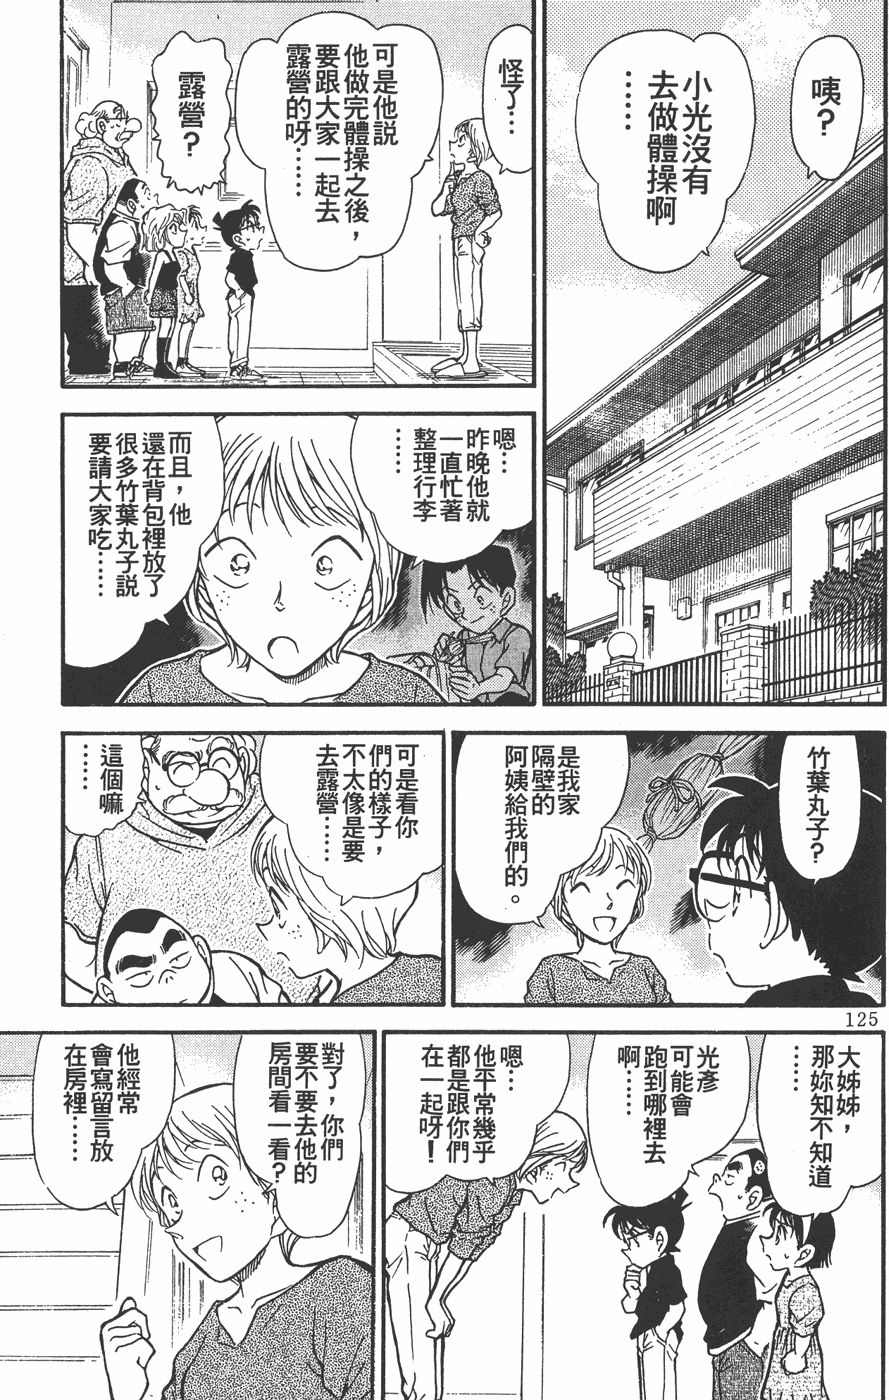 咦？
小光沒有
去做體操啊
……
怪了…
可是他說
他做完體操之後，
要跟大家一起去
露營的呀……
露營？
嗯…
昨晚他就
一直忙著
整理行李
……
而且，他
還在背包裡放了
很多竹葉丸子說
要請大家吃……
竹葉丸子？
是我家
隔壁的
阿姨給我們的。
可是看你
們的樣子，
不太像是要
去露營……
這個嘛
……
125
大姊姊，
那妳知不知道
……
光彥
可能會
跑到哪裡去
啊……
嗯…
他平常幾乎
都是跟你們
在一起呀！
對了，你們
要不要去他的
房間看一看？
他經常
會寫留言放
在房裡……